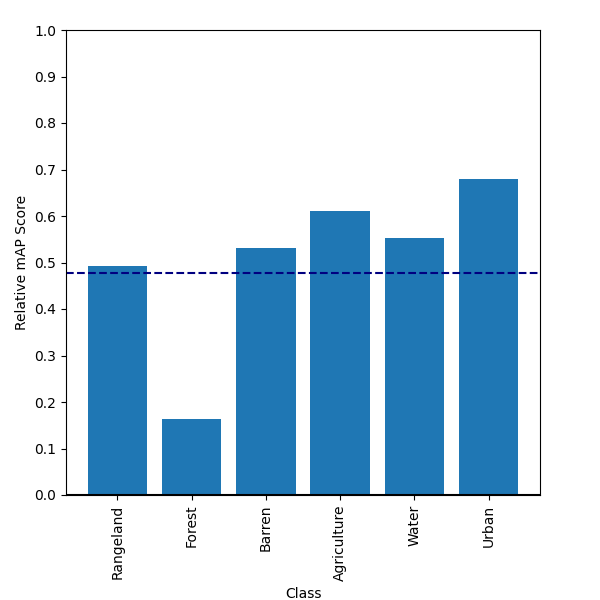 1.0
0.9
0.8
0.7
0.6
0.5
0.4
0.3
0.2
0.1
0.0
Relative mAP Score
Rangeland
Forest
Barren
Agriculture
Water
Urban
Class